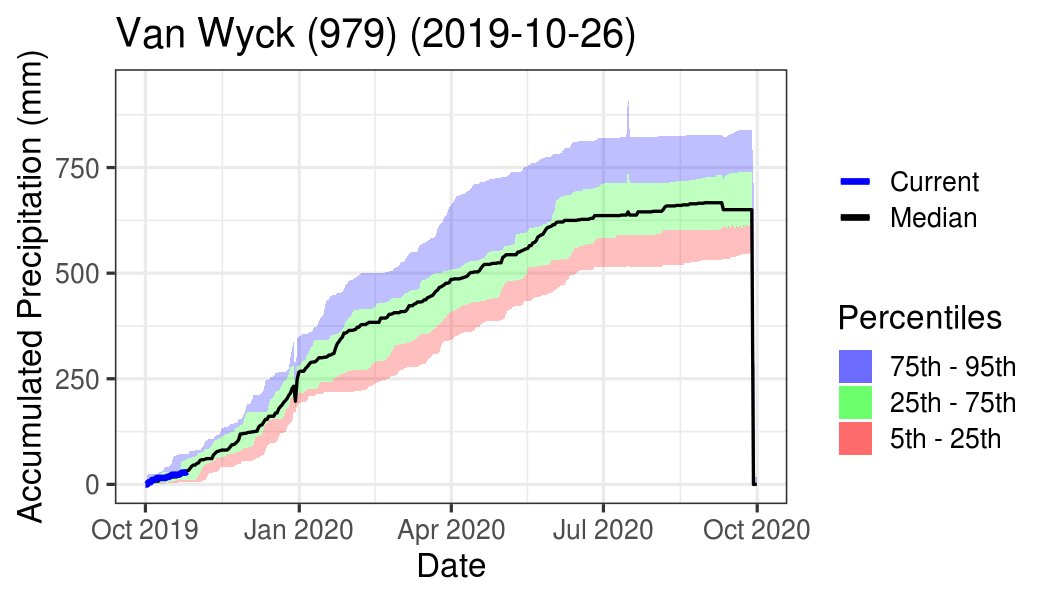 Van Wyck (979) (2019-10-26)
Accumulated Precipitation (mm)
750
500
250
0
Oct 2019 Jan 2020 Apr 2020 Jul 2020 Oct 2020
Date
Current
Median
Percentiles
75th - 95th
25th - 75th
5th - 25th